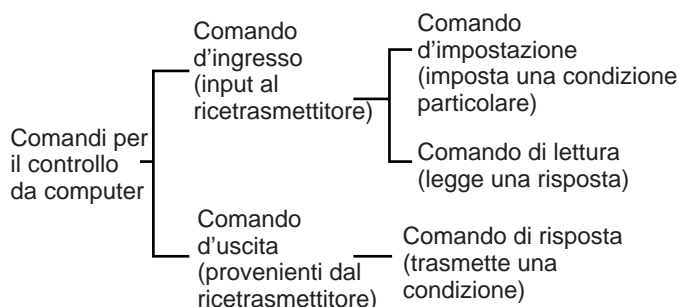 Comandi per
il controllo
da computer
Comando
d'ingresso
(input al
ricetrasmettitore)
Comando
d'impostazione
(imposta una condizione
particolare)
Comando di lettura
(legge una risposta)
Comando
d'uscita
(provenienti dal
ricetrasmettitore)
Comando di risposta
(trasmette una
condizione)